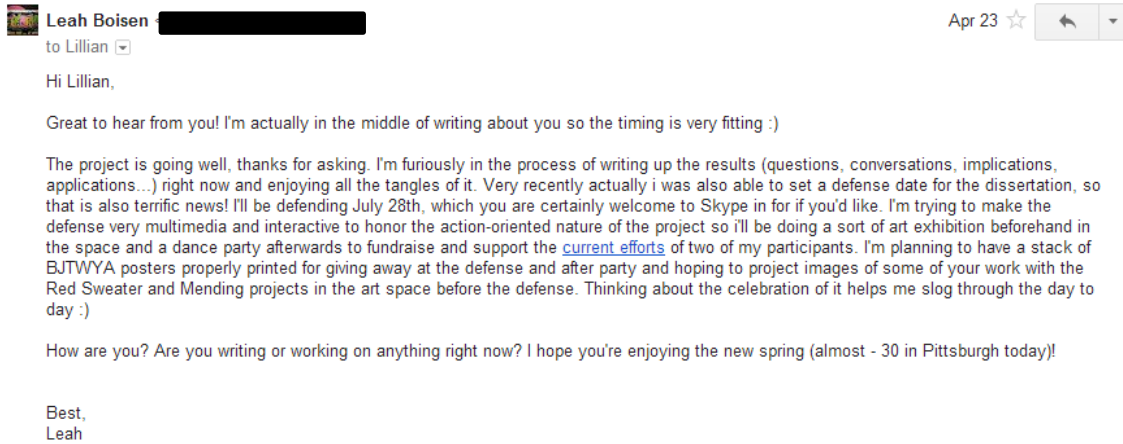 Leah Boisen
Apr 23
to Lillian
Hi Lillian,
Great to hear from you! I'm actually in the middle of writing about you so the timing is very fitting :)
The project is going well, thanks for asking. I'm furiously in the process of writing up the results (questions, conversations, implications,
applications...) right now and enjoying all the tangles of it. Very recently actually i was also able to set a defense date for the dissertation, so
that is also terrific news! I'll be defending July 28th, which you are certainly welcome to Skype in for if you'd like. I'm trying to make the
defense very multimedia and interactive to honor the action-oriented nature of the project so i'll be doing a sort of art exhibition beforehand in
the space and a dance party afterwards to fundraise and support the current efforts of two of my participants. I'm planning to have a stack of
BJTWYA posters properly printed for giving away at the defense and after party and hoping to project images of some of your work with the
Red Sweater and Mending projects in the art space before the defense. Thinking about the celebration of it helps me slog through the day to
day :)
How are you? Are you writing or working on anything right now? I hope you're enjoying the new spring (almost - 30 in Pittsburgh today)!
Best,
Leah